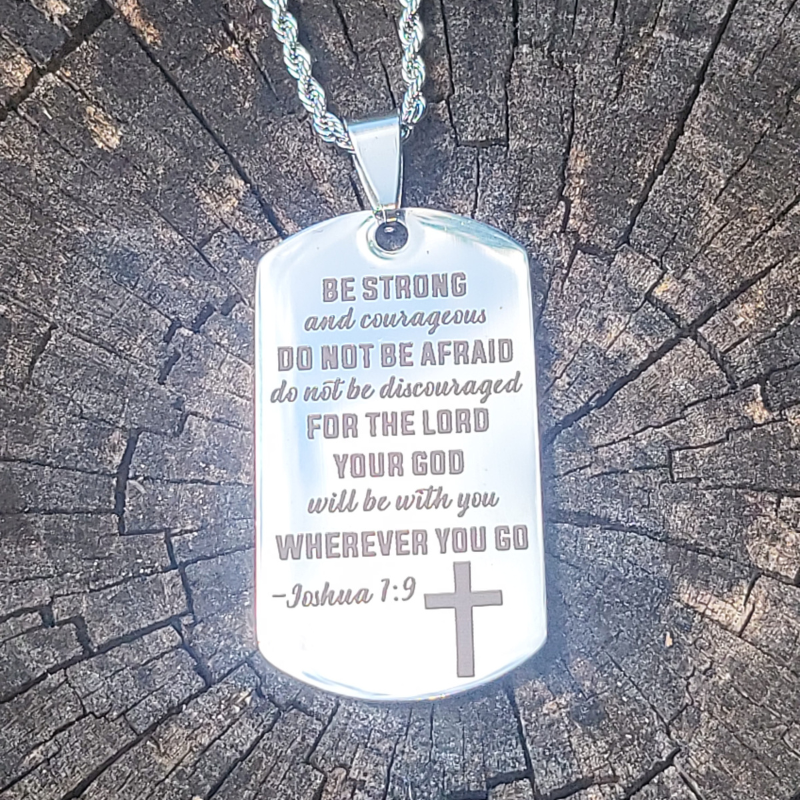 BE STRONG
and courageous
DO NOT BE AFRAID
do not be discouraged
FOR THE LORD
YOUR GOD
will be with you
WHEREVER YOU GO
-Joshua 1:9